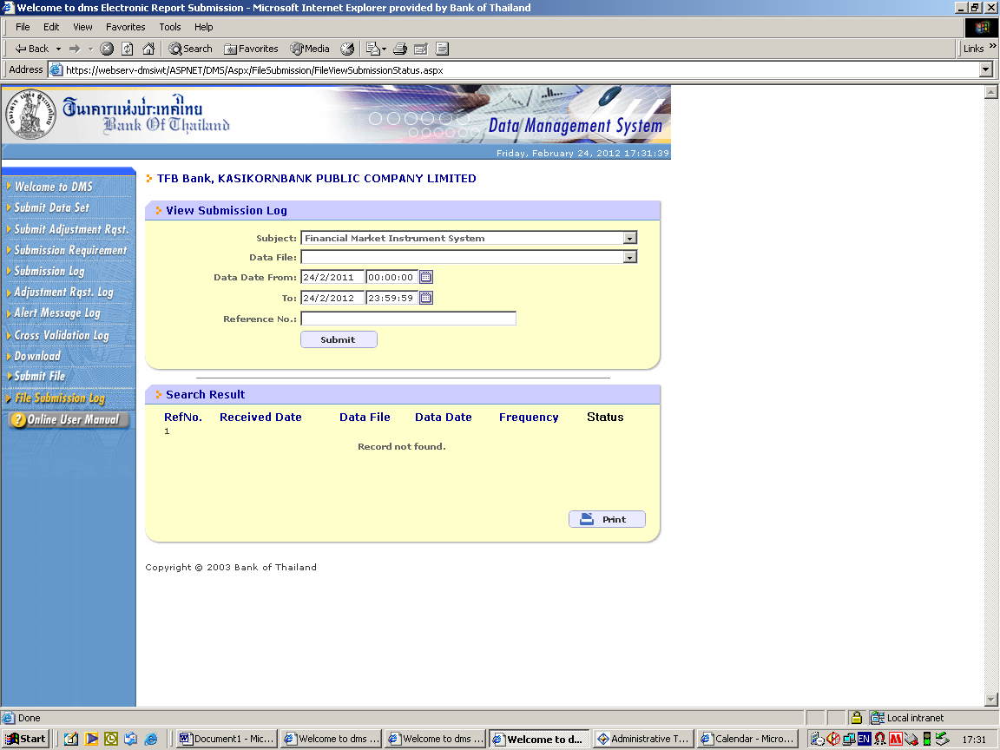 Welcome to dms Electronic Report Submission - Microsoft Internet Explorer provided by Bank of Thailand
File Edit View Favorites Tools Help
Back Search Favorites Media Links »
Address https://webserv-dmsiwt/ASPNET/DMS/Aspx/FileSubmission/FileViewSubmissionStatus.aspx
ธนาคารแห่งประเทศไทย
Bank Of Thailand
Data Management System
Friday, February 24, 2012 17:31:39
Welcome to DMS
Submit Data Set
Submit Adjustment Rqst.
Submission Requirement
Submission Log
Adjustment Rqst. Log
Alert Message Log
Cross Validation Log
Download
Submit File
File Submission Log
? Online User Manual
TFB Bank, KASIKORNBANK PUBLIC COMPANY LIMITED
View Submission Log
Subject: Financial Market Instrument System
Data File:
Data Date From: 24/2/2011 00:00:00
To: 24/2/2012 23:59:59
Reference No.:
Submit
Search Result
RefNo. Received Date Data File Data Date Frequency Status
1
Record not found.
Print
Copyright © 2003 Bank of Thailand
Done Local intranet
Start Document1 - Mic... Welcome to dms ... Welcome to dms ... Welcome to d... Administrative T... Calendar - Micro... EN 17:31